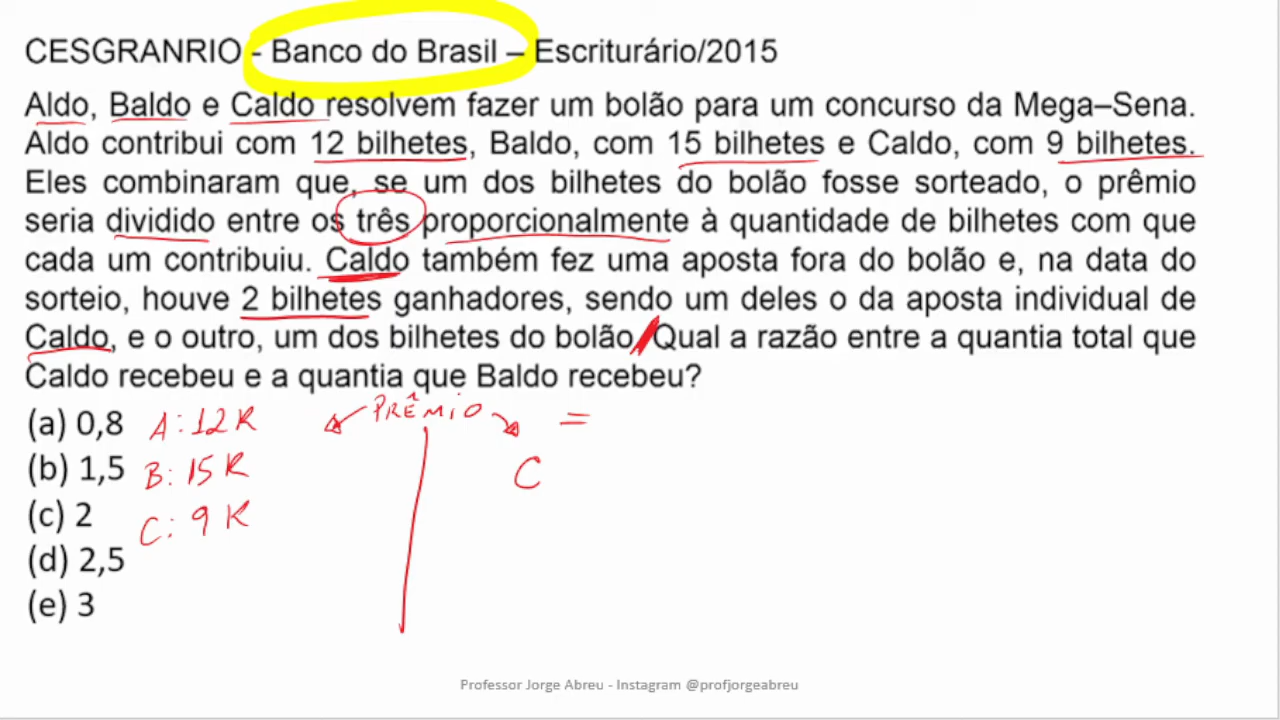 CESGRANRIO - Banco do Brasil – Escriturário/2015
Aldo, Baldo e Caldo resolvem fazer um bolão para um concurso da Mega–Sena.
Aldo contribui com 12 bilhetes, Baldo, com 15 bilhetes e Caldo, com 9 bilhetes.
Eles combinaram que, se um dos bilhetes do bolão fosse sorteado, o prêmio
seria dividido entre os três proporcionalmente à quantidade de bilhetes com que
cada um contribuiu. Caldo também fez uma aposta fora do bolão e, na data do
sorteio, houve 2 bilhetes ganhadores, sendo um deles o da aposta individual de
Caldo, e o outro, um dos bilhetes do bolão. Qual a razão entre a quantia total que
Caldo recebeu e a quantia que Baldo recebeu?
(a) 0,8
(b) 1,5
(c) 2
(d) 2,5
(e) 3
A: 12 K
B: 15 K
C: 9 K
PRÊMIO =
C
Professor Jorge Abreu - Instagram @profjorgeabreu